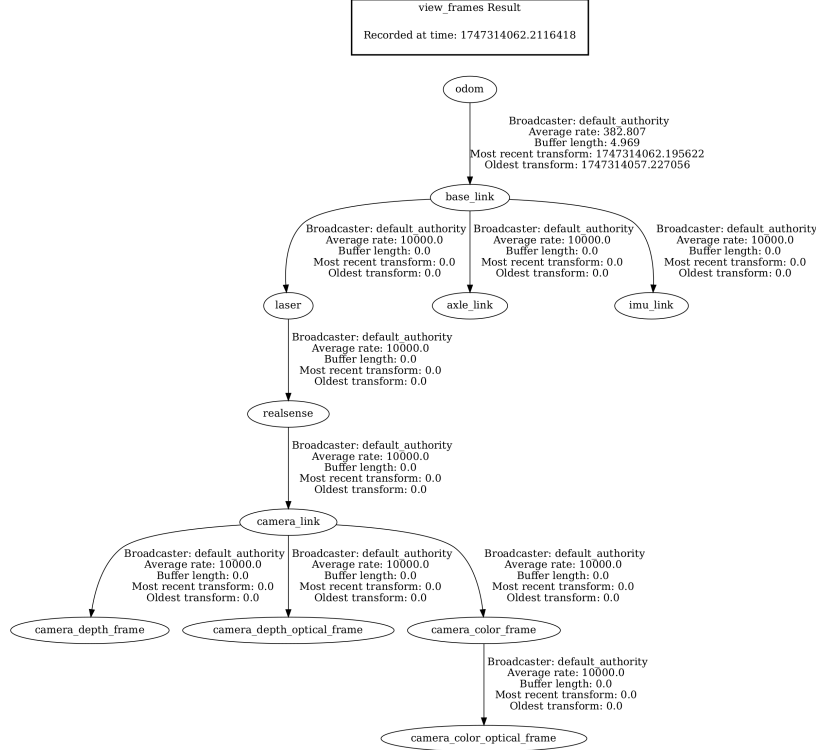 view_frames Result
Recorded at time: 1747314062.2116418
odom
Broadcaster: default_authority
Average rate: 382.807
Buffer length: 4.969
Most recent transform: 1747314062.195622
Oldest transform: 1747314057.227056
base_link
Broadcaster: default_authority
Average rate: 10000.0
Buffer length: 0.0
Most recent transform: 0.0
Oldest transform: 0.0
Broadcaster: default_authority
Average rate: 10000.0
Buffer length: 0.0
Most recent transform: 0.0
Oldest transform: 0.0
Broadcaster: default_authority
Average rate: 10000.0
Buffer length: 0.0
Most recent transform: 0.0
Oldest transform: 0.0
laser
axle_link
imu_link
Broadcaster: default_authority
Average rate: 10000.0
Buffer length: 0.0
Most recent transform: 0.0
Oldest transform: 0.0
realsense
Broadcaster: default_authority
Average rate: 10000.0
Buffer length: 0.0
Most recent transform: 0.0
Oldest transform: 0.0
camera_link
Broadcaster: default_authority
Average rate: 10000.0
Buffer length: 0.0
Most recent transform: 0.0
Oldest transform: 0.0
Broadcaster: default_authority
Average rate: 10000.0
Buffer length: 0.0
Most recent transform: 0.0
Oldest transform: 0.0
Broadcaster: default_authority
Average rate: 10000.0
Buffer length: 0.0
Most recent transform: 0.0
Oldest transform: 0.0
camera_depth_frame
camera_depth_optical_frame
camera_color_frame
Broadcaster: default_authority
Average rate: 10000.0
Buffer length: 0.0
Most recent transform: 0.0
Oldest transform: 0.0
camera_color_optical_frame